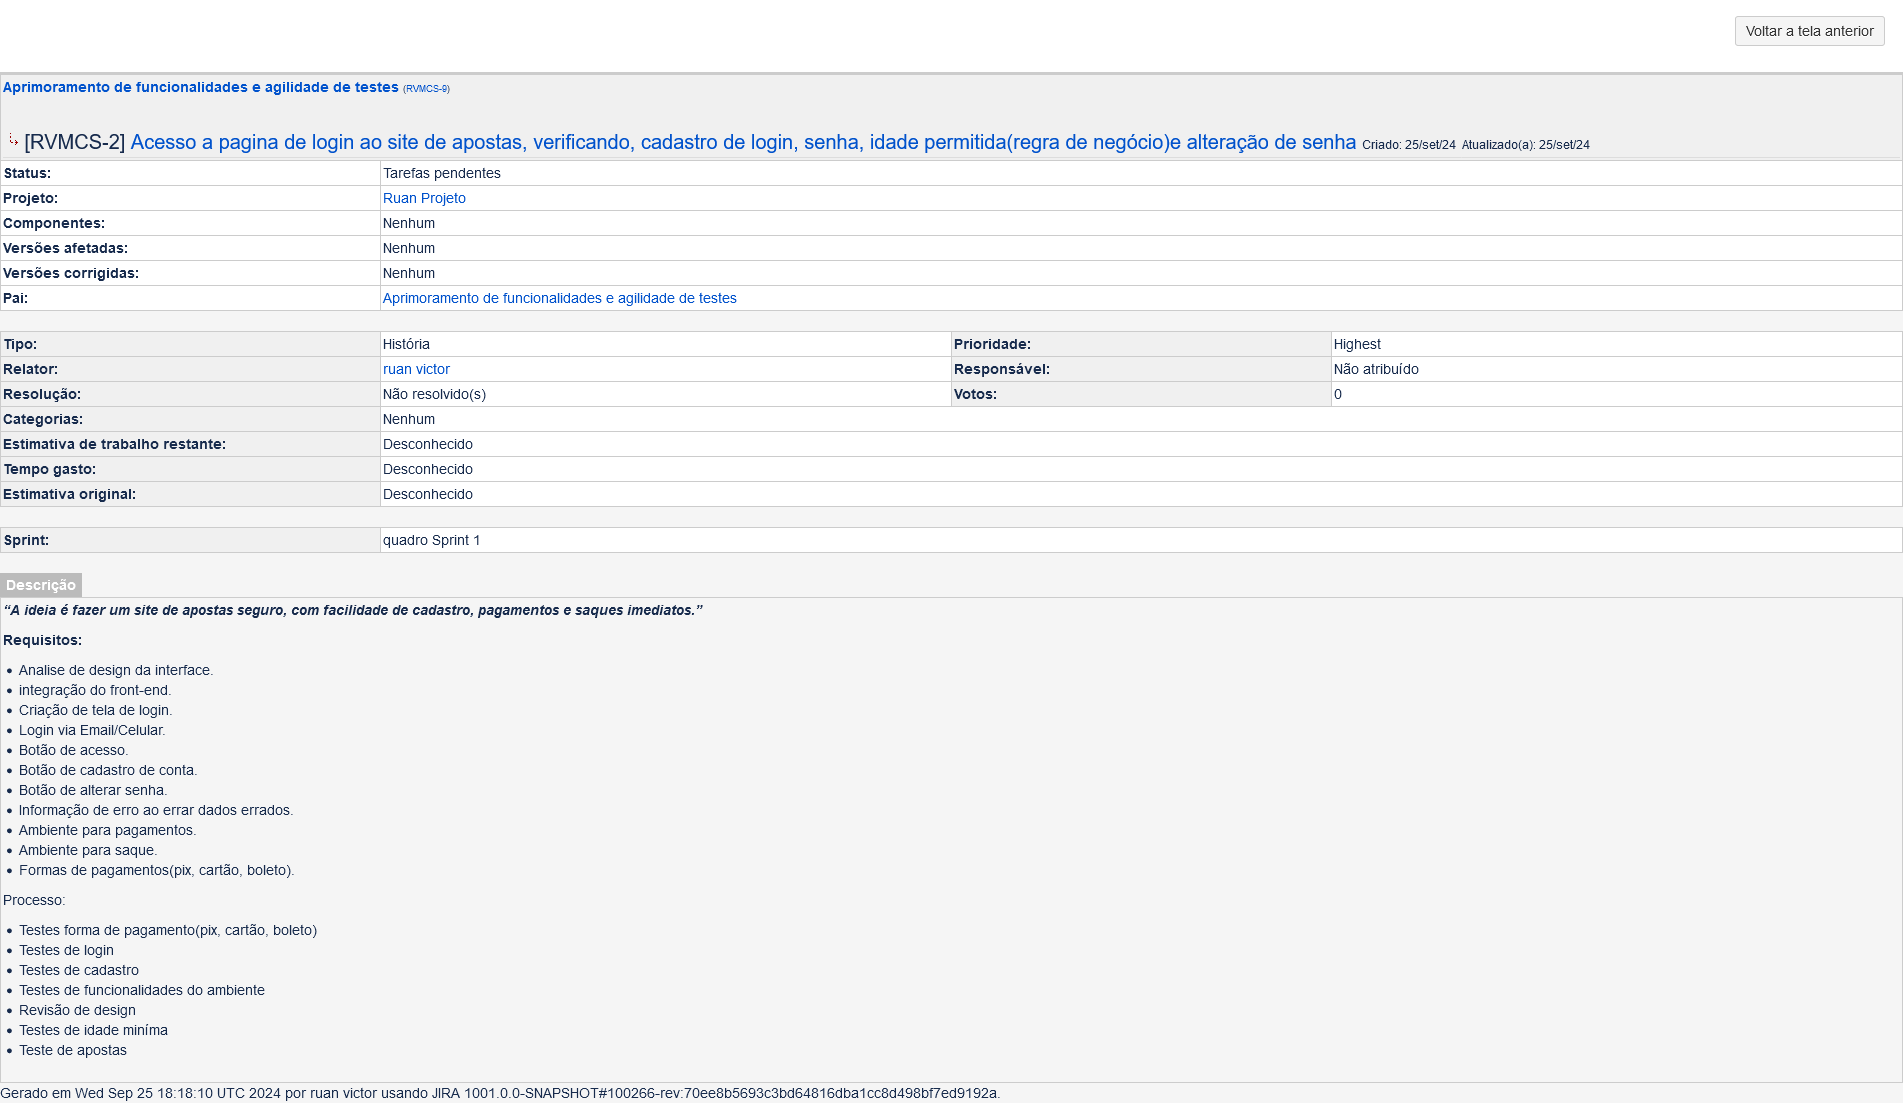 Voltar a tela anterior
Aprimoramento de funcionalidades e agilidade de testes (RVMCS-9)
[RVMCS-2] Acesso a pagina de login ao site de apostas, verificando, cadastro de login, senha, idade permitida(regra de negócio)e alteração de senha Criado: 25/set/24 Atualizado(a): 25/set/24
Status: Tarefas pendentes
Projeto: Ruan Projeto
Componentes: Nenhum
Versões afetadas: Nenhum
Versões corrigidas: Nenhum
Pai: Aprimoramento de funcionalidades e agilidade de testes
Tipo: História Prioridade: Highest
Relator: ruan victor Responsável: Não atribuído
Resolução: Não resolvido(s) Votos: 0
Categorias: Nenhum
Estimativa de trabalho restante: Desconhecido
Tempo gasto: Desconhecido
Estimativa original: Desconhecido
Sprint: quadro Sprint 1
Descrição
“A ideia é fazer um site de apostas seguro, com facilidade de cadastro, pagamentos e saques imediatos.”
Requisitos:
• Analise de design da interface.
• integração do front-end.
• Criação de tela de login.
• Login via Email/Celular.
• Botão de acesso.
• Botão de cadastro de conta.
• Botão de alterar senha.
• Informação de erro ao errar dados errados.
• Ambiente para pagamentos.
• Ambiente para saque.
• Formas de pagamentos(pix, cartão, boleto).
Processo:
• Testes forma de pagamento(pix, cartão, boleto)
• Testes de login
• Testes de cadastro
• Testes de funcionalidades do ambiente
• Revisão de design
• Testes de idade miníma
• Teste de apostas
Gerado em Wed Sep 25 18:18:10 UTC 2024 por ruan victor usando JIRA 1001.0.0-SNAPSHOT#100266-rev:70ee8b5693c3bd64816dba1cc8d498bf7ed9192a.